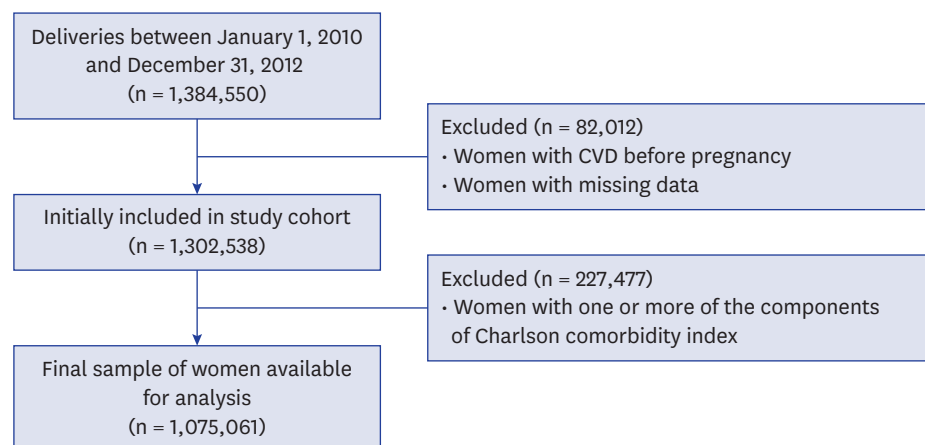 Deliveries between January 1, 2010
and December 31, 2012
(n = 1,384,550)
Excluded (n = 82,012)
· Women with CVD before pregnancy
· Women with missing data
Initially included in study cohort
(n = 1,302,538)
Excluded (n = 227,477)
· Women with one or more of the components
of Charlson comorbidity index
Final sample of women available
for analysis
(n = 1,075,061)